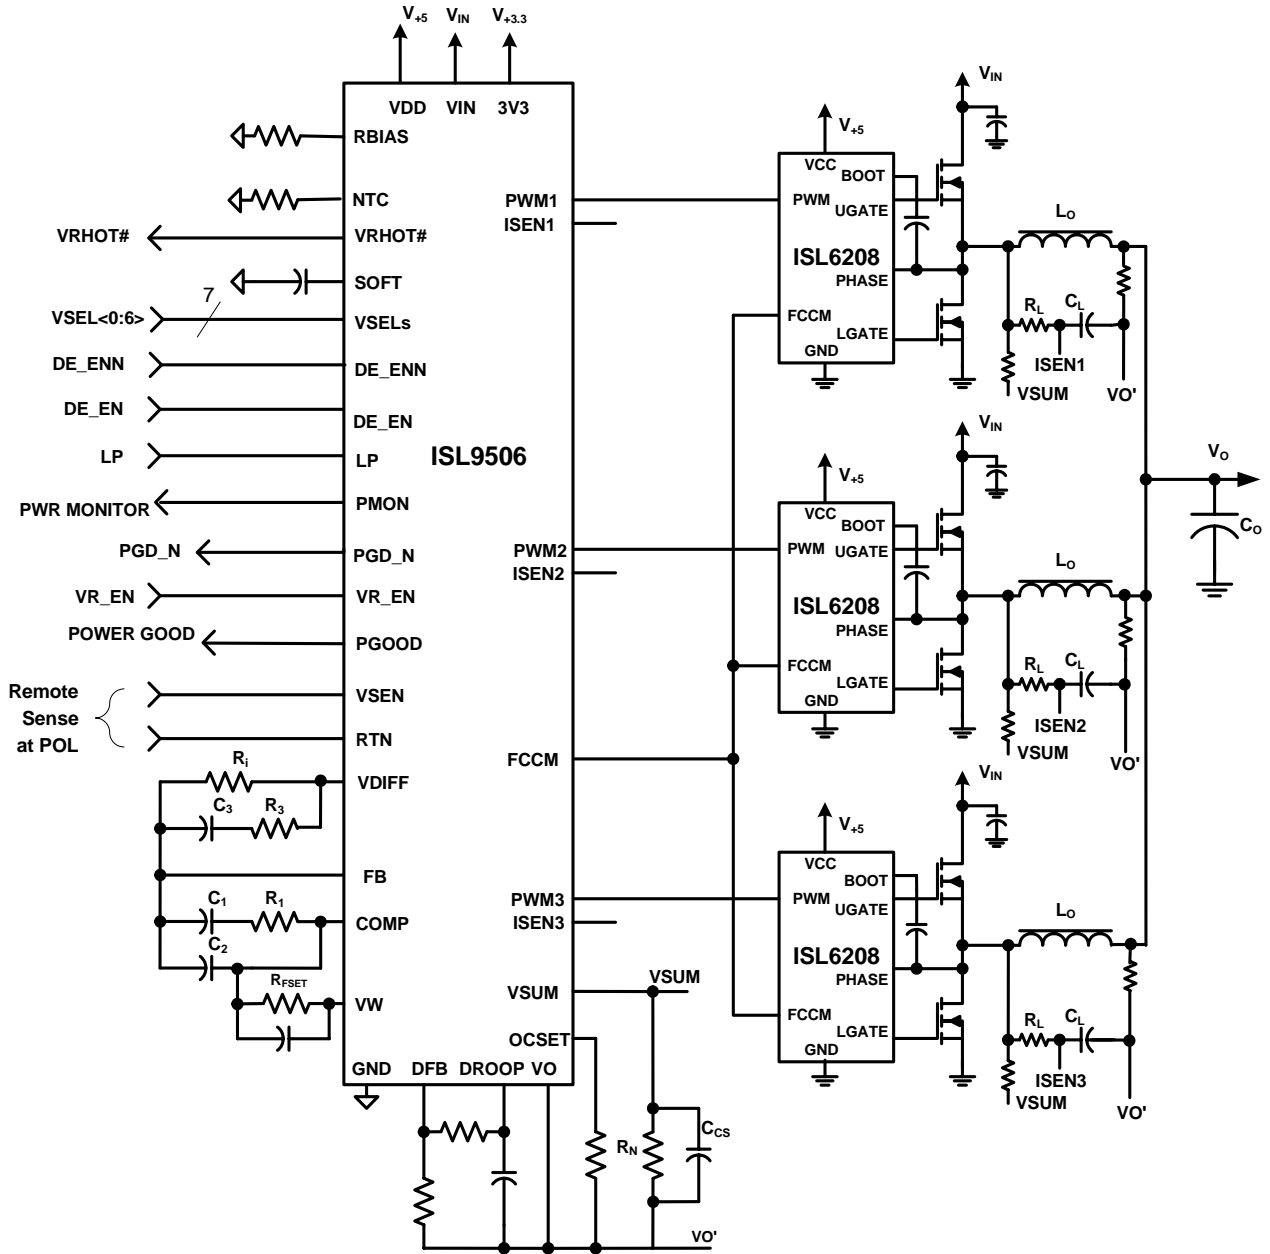 V+5
VIN
V+3.3
VDD
VIN
3V3
RBIAS
NTC
VRHOT#
VRHOT#
SOFT
7
VSEL<0:6>
VSELs
DE_ENN
DE_ENN
DE_EN
DE_EN
LP
LP
PWR MONITOR
PMON
PGD_N
PGD_N
VR_EN
VR_EN
POWER GOOD
PGOOD
Remote
Sense
at POL
VSEN
RTN
Ri
VDIFF
C3
R3
FB
C1
R1
COMP
C2
RFSET
VW
GND
DFB
DROOP
VO
ISL9506
PWM1
ISEN1
PWM2
ISEN2
FCCM
PWM3
ISEN3
VSUM
VSUM
OCSET
RN
CCS
VO'
V+5
VIN
VCC
BOOT
PWM
UGATE
ISL6208
PHASE
FCCM
LGATE
GND
LO
RL
CL
ISEN1
VSUM
VO'
V+5
VIN
VCC
BOOT
PWM
UGATE
ISL6208
PHASE
FCCM
LGATE
GND
LO
RL
CL
ISEN2
VSUM
VO'
VO
CO
V+5
VIN
VCC
BOOT
PWM
UGATE
ISL6208
PHASE
FCCM
LGATE
GND
LO
RL
CL
ISEN3
VSUM
VO'